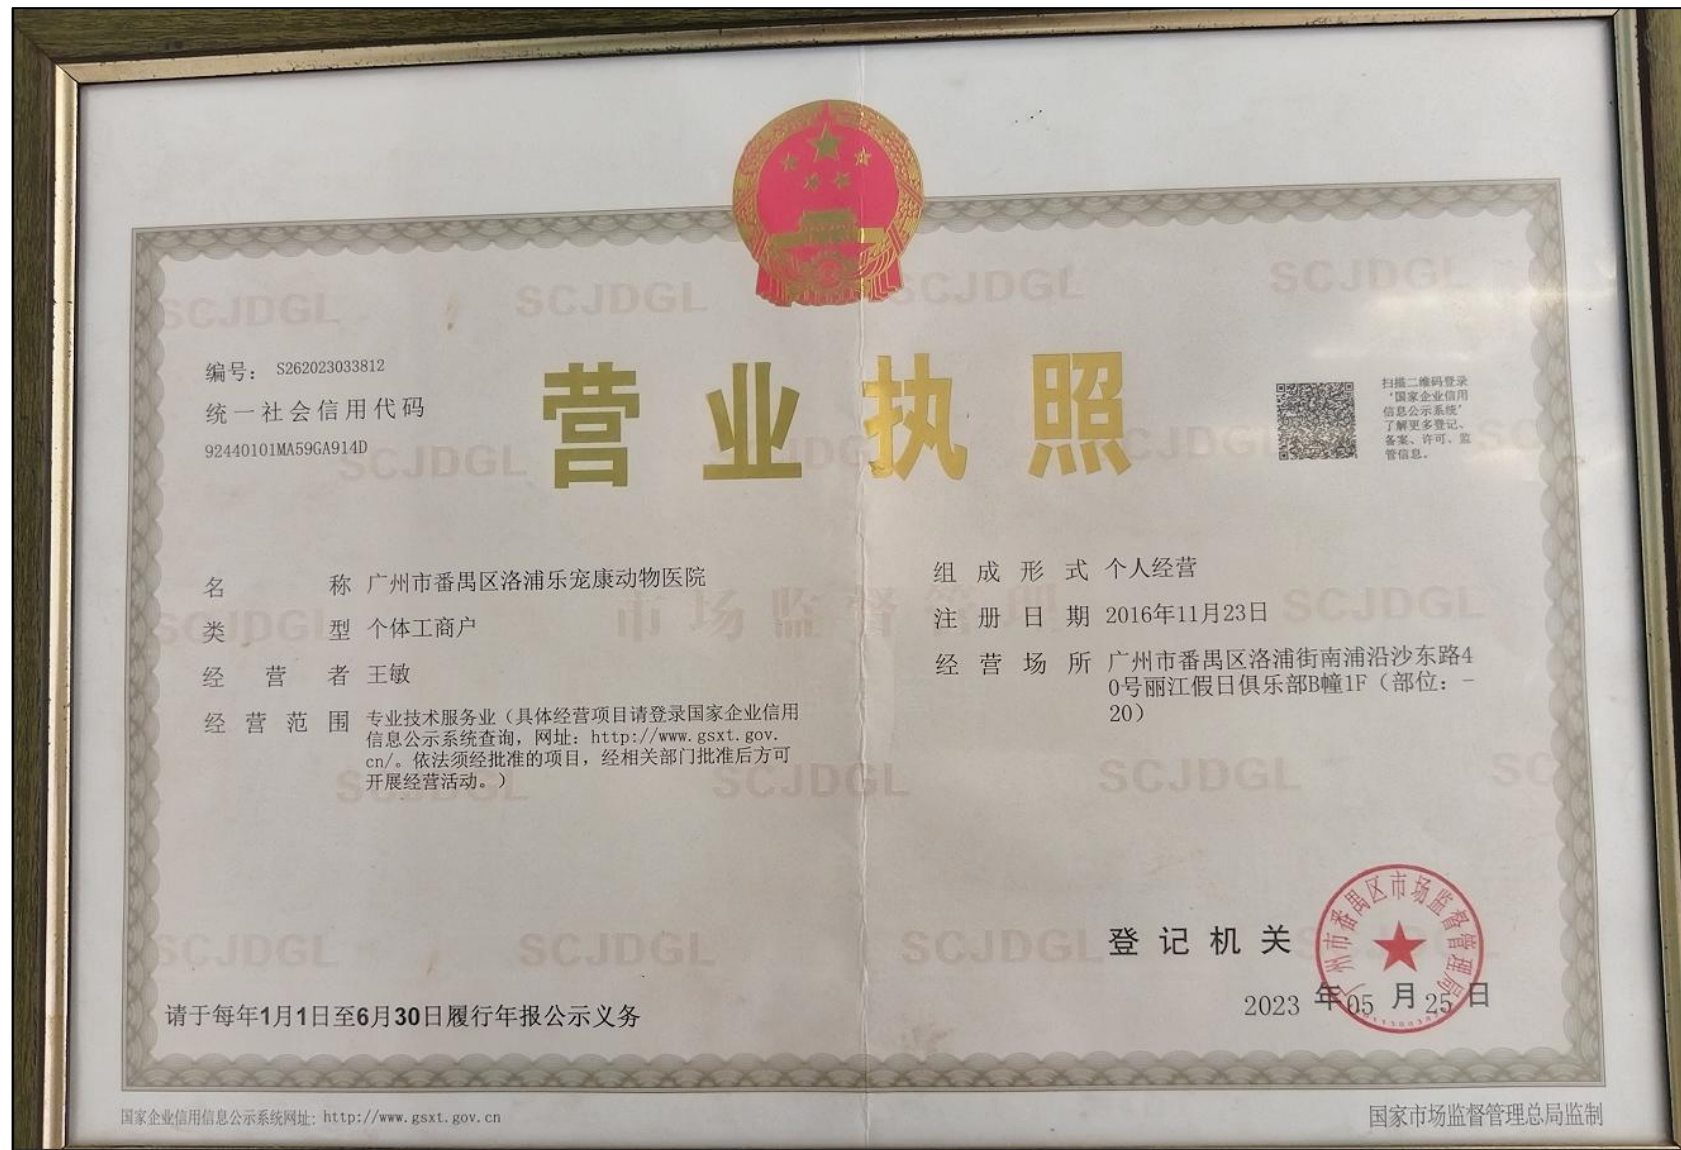 编号： S262023033812
统一社会信用代码
92440101MA59GA914D
营业执照
扫描二维码登录
‘国家企业信用
信息公示系统’
了解更多登记、
备案、许可、监
管信息。
名称 广州市番禺区洛浦乐宠康动物医院
类型 个体工商户
经营者 王敏
经营范围 专业技术服务业（具体经营项目请登录国家企业信用
信息公示系统查询，网址：http://www.gsxt.gov.
cn/。依法须经批准的项目，经相关部门批准后方可
开展经营活动。）
组成形式 个人经营
注册日期 2016年11月23日
经营场所 广州市番禺区洛浦街南浦沿沙东路4
0号丽江假日俱乐部B幢1F（部位：-
20）
SCJDGL
市场监督管理
登记机关
广州市番禺区市场监督管理局
2023 年05 月25 日
请于每年1月1日至6月30日履行年报公示义务
国家企业信用信息公示系统网址：http://www.gsxt.gov.cn
国家市场监督管理总局监制